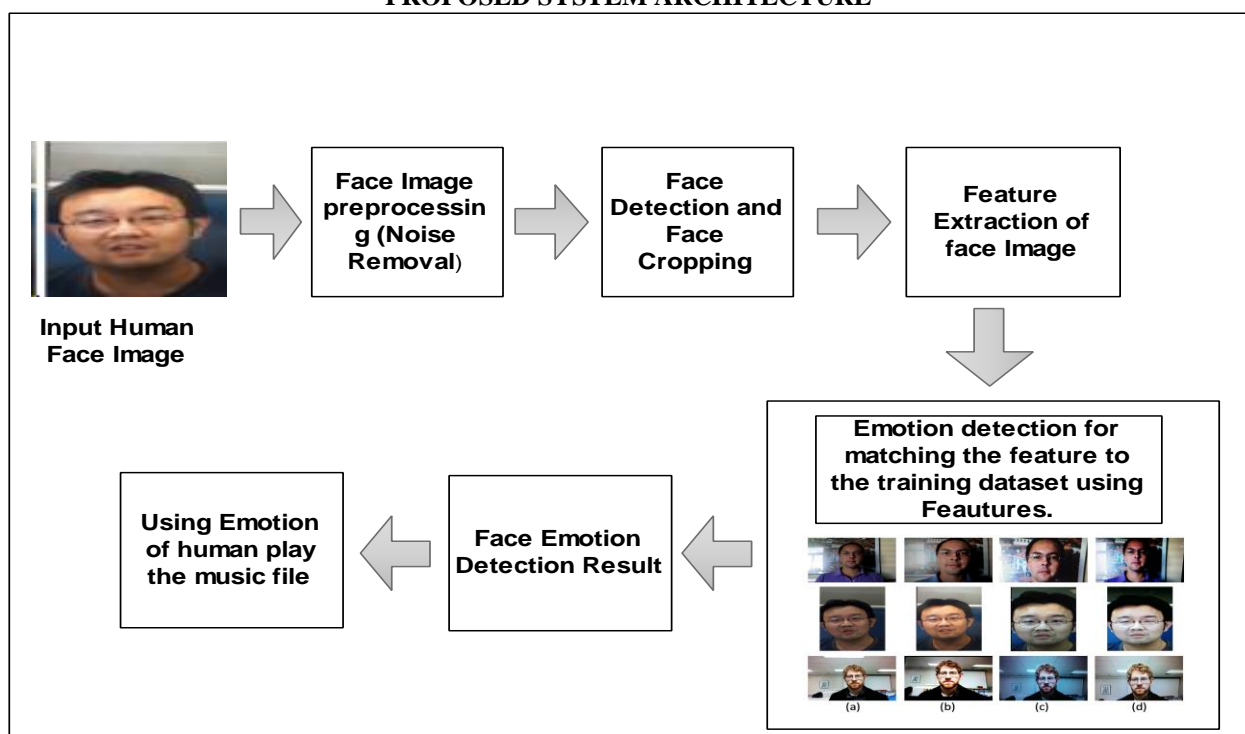 PROPOSED SYSTEM ARCHITECTURE
Face Image
preprocessin
g (Noise
Removal)
Face
Detection and
Face
Cropping
Feature
Extraction of
face Image
Input Human
Face Image
Emotion detection for
matching the feature to
the training dataset using
Feautures.
(a) (b) (c) (d)
Face Emotion
Detection Result
Using Emotion
of human play
the music file